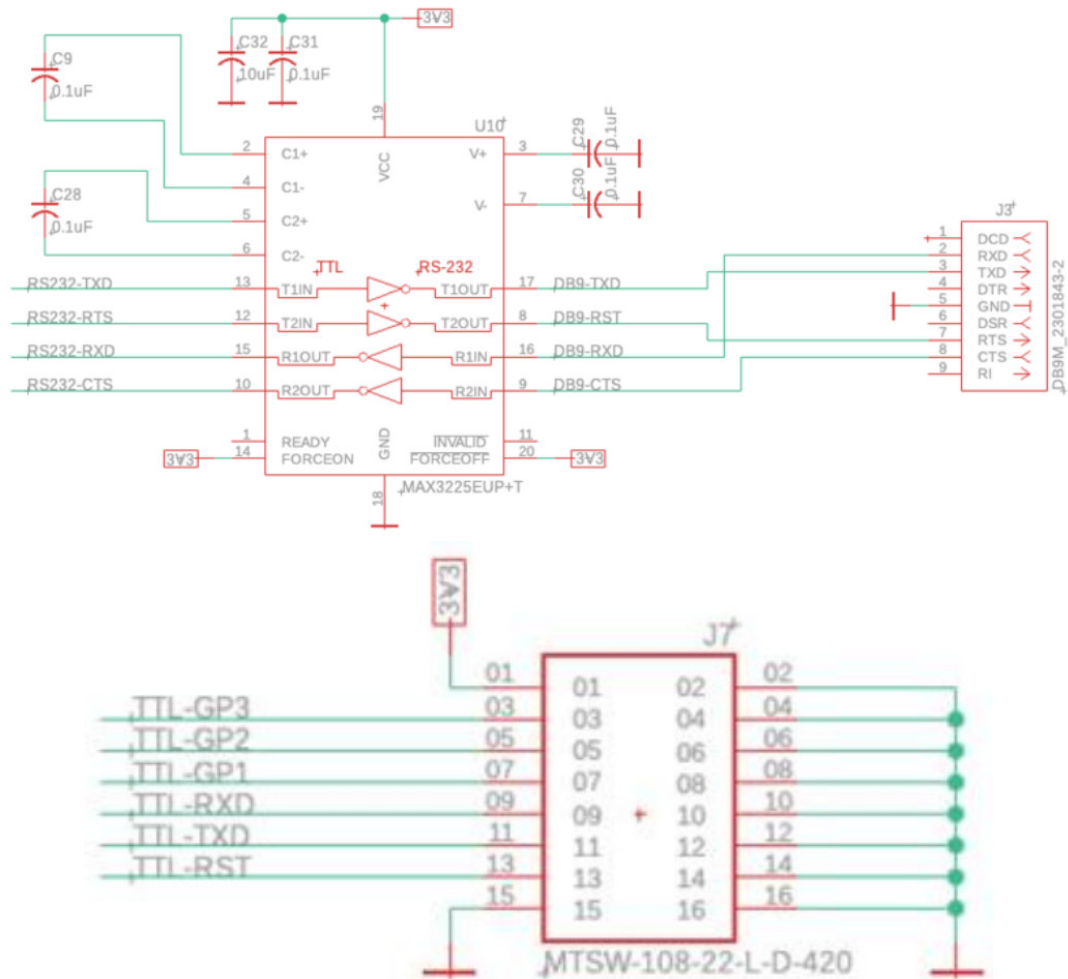 3V3
C9
0.1uF
C32
10uF
C31
0.1uF
19
U10
VCC
2
C1+
V+
3
C29
0.1uF
4
C1-
C28
0.1uF
5
C2+
V-
7
C30
0.1uF
6
C2-
TTL
RS-232
RS232-TXD
13
T1IN
T1OUT
17
DB9-TXD
RS232-RTS
12
T2IN
T2OUT
8
DB9-RST
RS232-RXD
15
R1OUT
R1IN
16
DB9-RXD
RS232-CTS
10
R2OUT
R2IN
9
DB9-CTS
1
READY
GND
INVALID
11
3V3
14
FORCEON
FORCEOFF
20
3V3
18
MAX3225EUP+T
J3
1
DCD
2
RXD
3
TXD
4
DTR
5
GND
6
DSR
7
RTS
8
CTS
9
RI
DB9M_2301843-2
3V3
J7
01
01
02
02
TTL-GP3
03
03
04
04
TTL-GP2
05
05
06
06
TTL-GP1
07
07
08
08
TTL-RXD
09
09
10
10
TTL-TXD
11
11
12
12
TTL-RST
13
13
14
14
15
15
16
16
MTSW-108-22-L-D-420